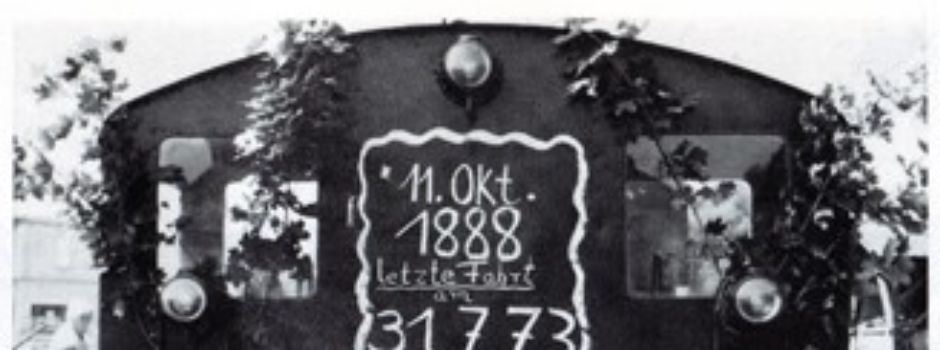 * 11. Okt.
1888
letzte Fahrt
am
31 7 73